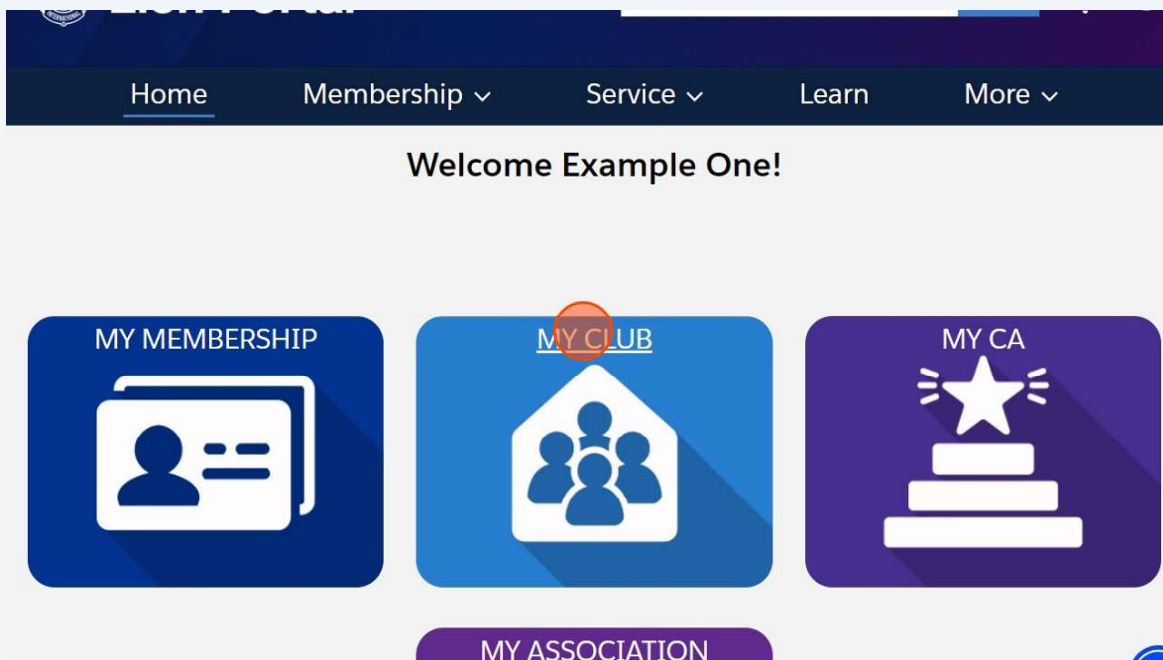 Home Membership Service Learn More
Welcome Example One!
MY MEMBERSHIP
MY CLUB
MY CA
MY ASSOCIATION